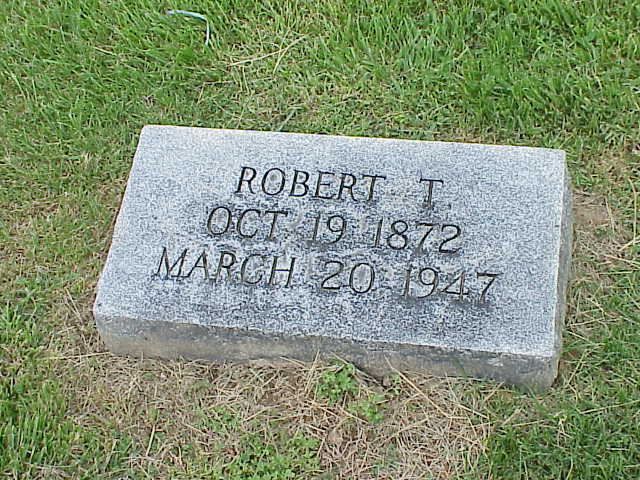 ROBERT T.
OCT 19 1872
MARCH 20 1947